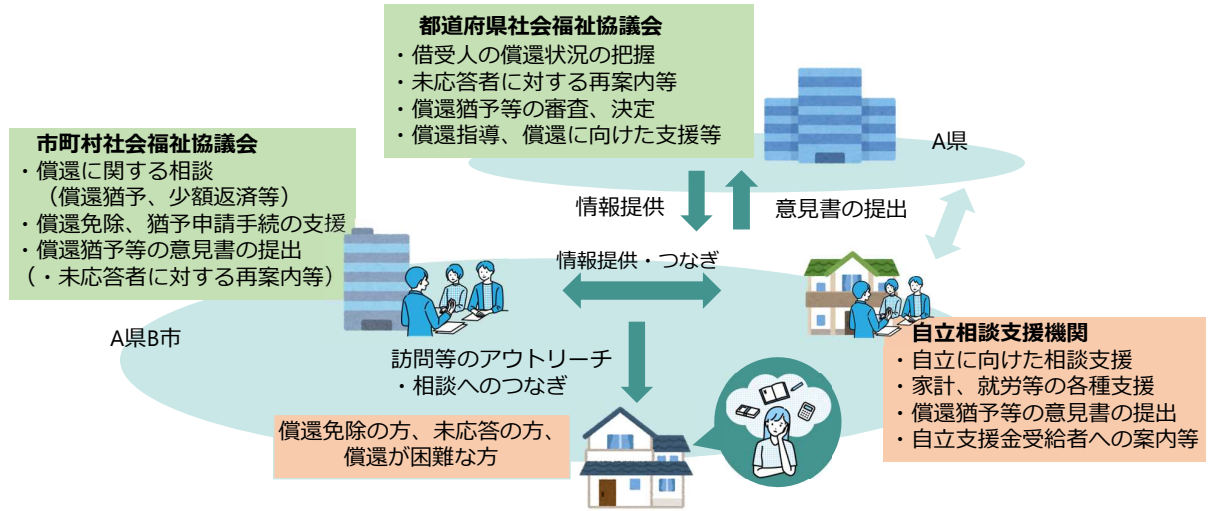 都道府県社会福祉協議会
・借受人の償還状況の把握
・未応答者に対する再案内等
・償還猶予等の審査、決定
・償還指導、償還に向けた支援等
A県
市町村社会福祉協議会
・償還に関する相談
（償還猶予、少額返済等）
・償還免除、猶予申請手続の支援
・償還猶予等の意見書の提出
（・未応答者に対する再案内等）
情報提供
意見書の提出
情報提供・つなぎ
A県B市
訪問等のアウトリーチ
・相談へのつなぎ
自立相談支援機関
・自立に向けた相談支援
・家計、就労等の各種支援
・償還猶予等の意見書の提出
・自立支援金受給者への案内等
償還免除の方、未応答の方、
償還が困難な方